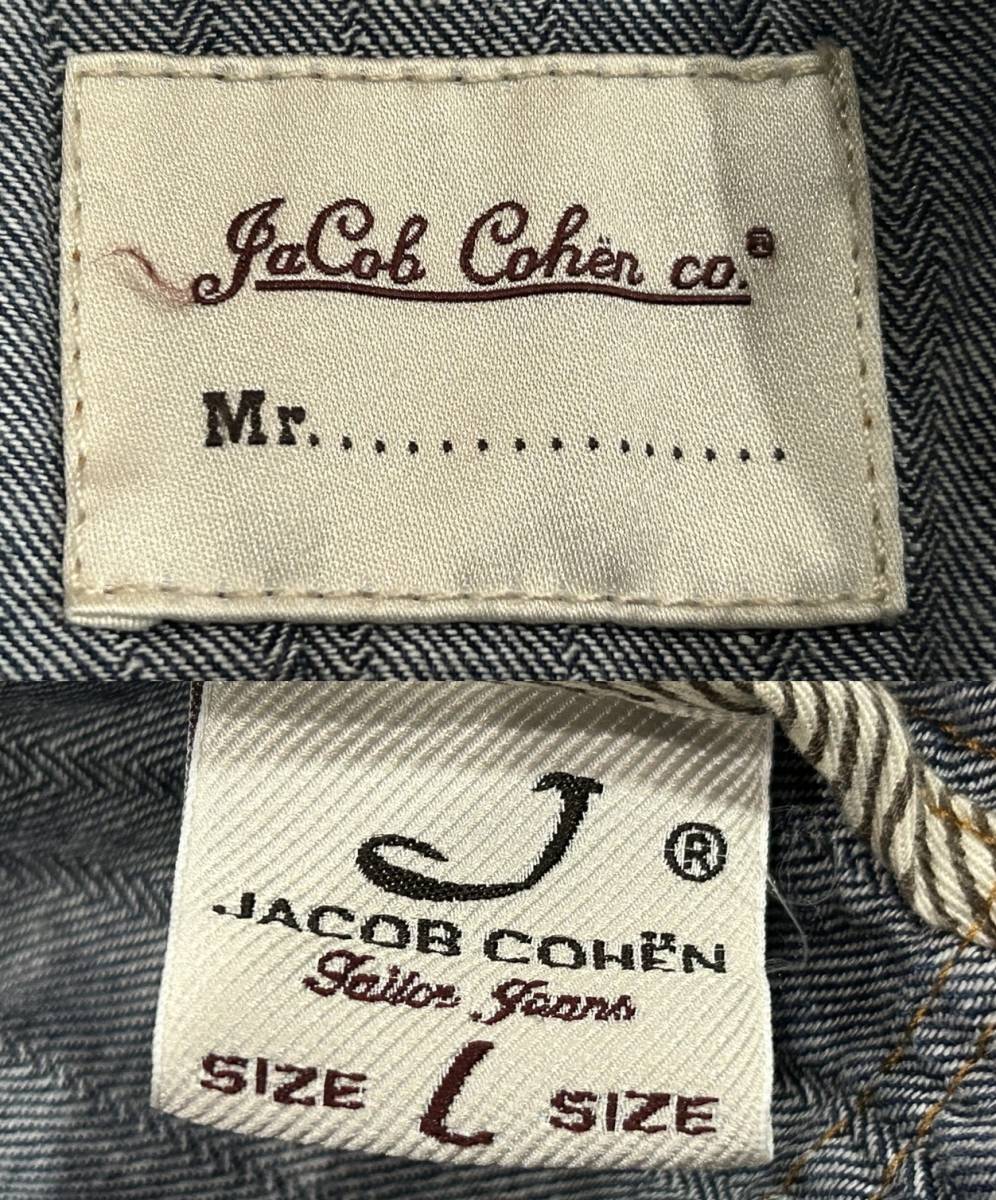 JaCob Cohën co.®
Mr................
J ®
JACOB COHËN
Tailor Jeans
SIZE L SIZE